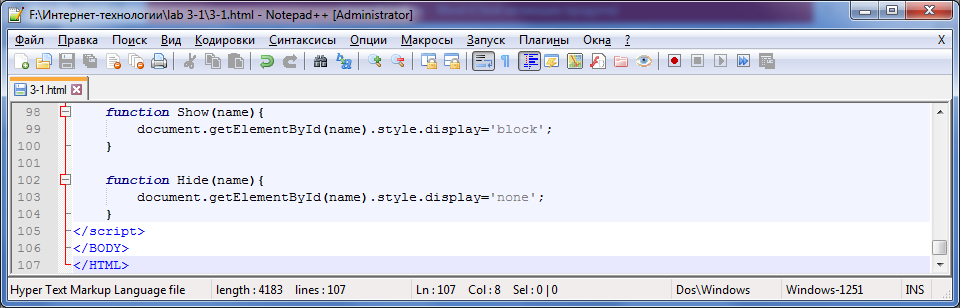 F:\Интернет-технологии\lab 3-1\3-1.html - Notepad++ [Administrator]
Файл Правка Поиск Вид Кодировки Синтаксисы Опции Макросы Запуск Плагины Окна ? X
3-1.html
98 function Show(name){
99 document.getElementById(name).style.display='block';
100 }
101
102 function Hide(name){
103 document.getElementById(name).style.display='none';
104 }
105 </script>
106 </BODY>
107 </HTML>
Hyper Text Markup Language file length : 4183 lines : 107 Ln : 107 Col : 8 Sel : 0 | 0 Dos\Windows Windows-1251 INS